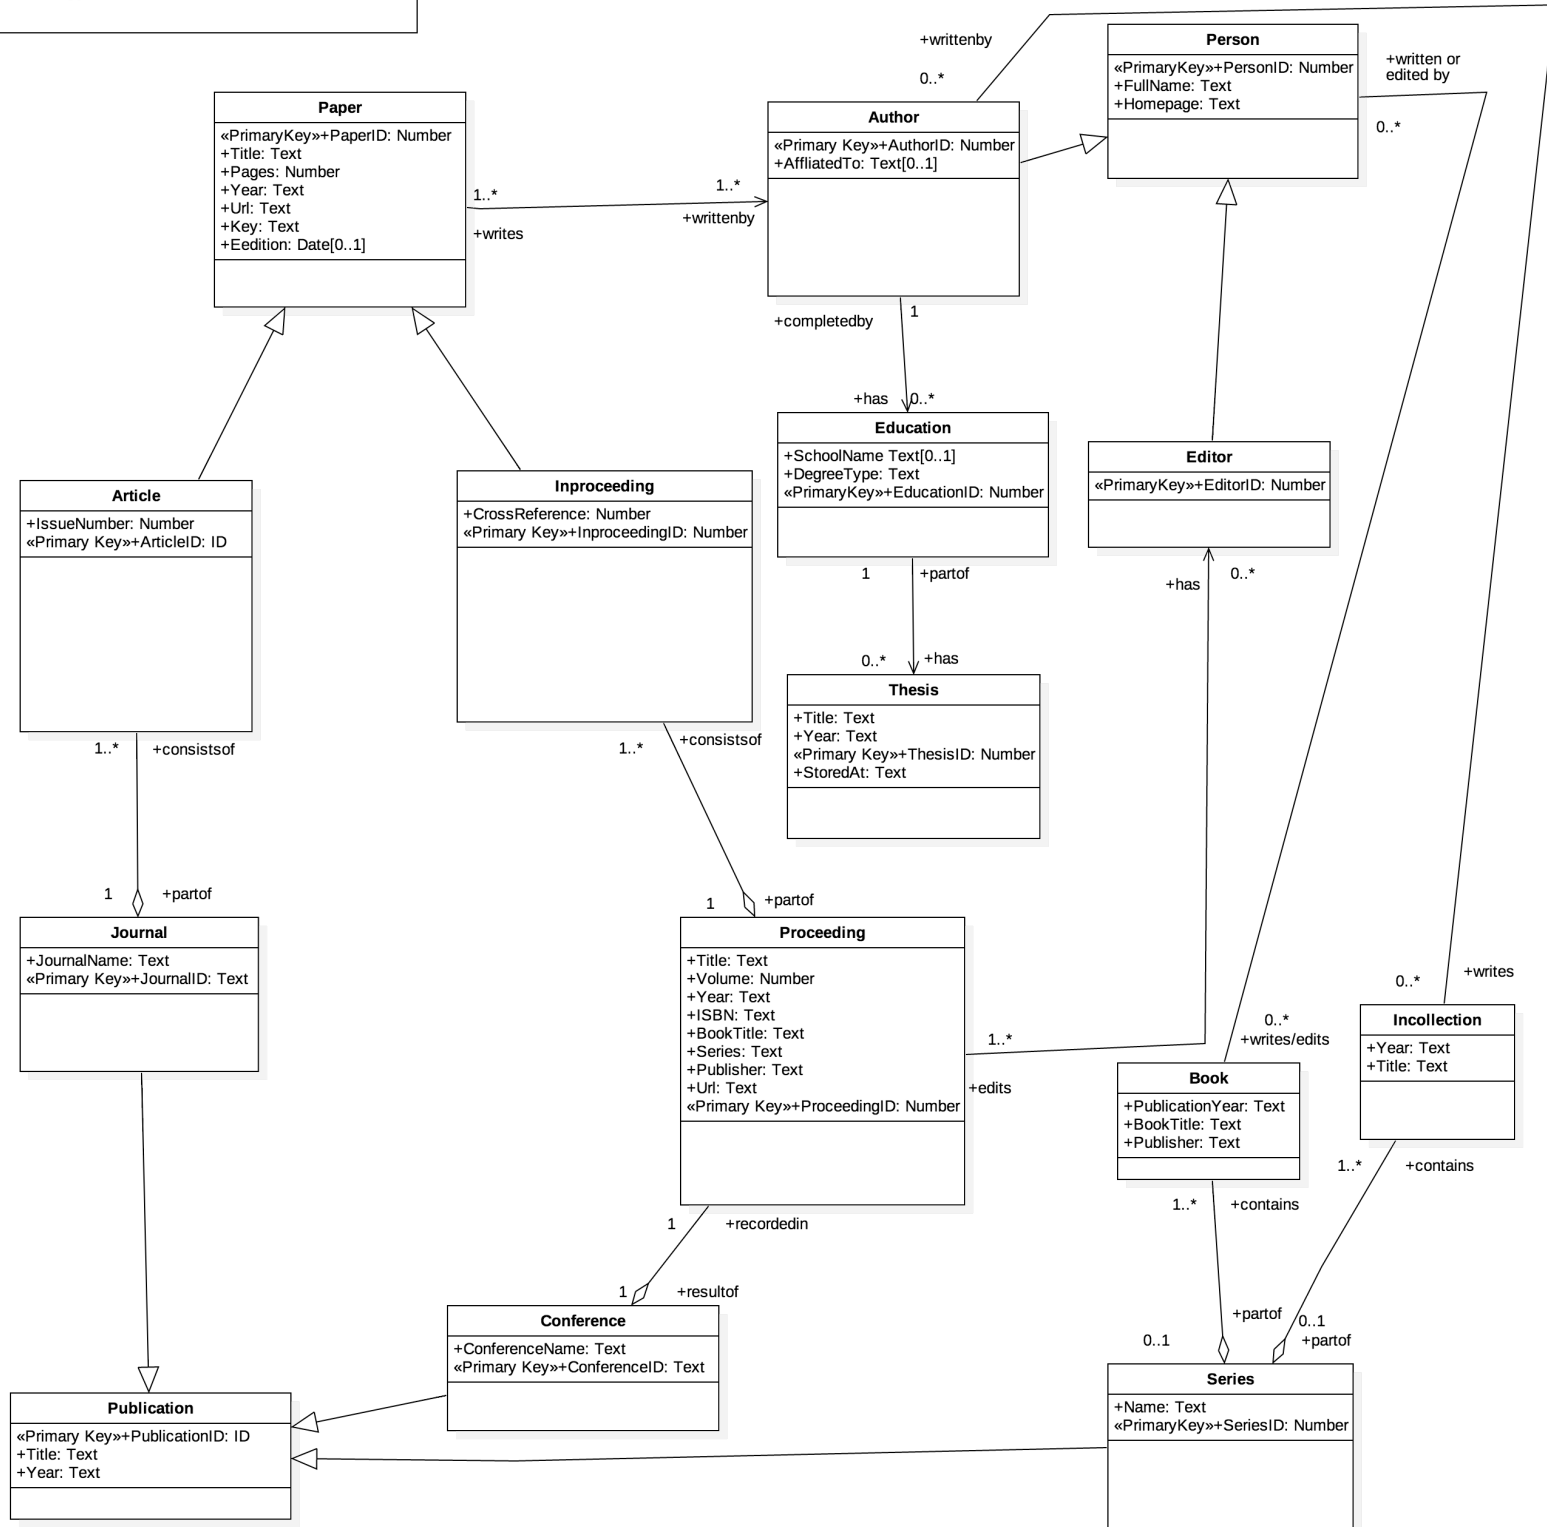 +writtenby
0..*
Person
«PrimaryKey»+PersonID: Number
+FullName: Text
+Homepage: Text
+written or
edited by
0..*
Paper
«PrimaryKey»+PaperID: Number
+Title: Text
+Pages: Number
+Year: Text
+Url: Text
+Key: Text
+Eedition: Date[0..1]
1..*
+writes
1..*
+writtenby
Author
«Primary Key»+AuthorID: Number
+AffliatedTo: Text[0..1]
+completedby
1
+has
0..*
Education
+SchoolName Text[0..1]
+DegreeType: Text
«PrimaryKey»+EducationID: Number
Editor
«PrimaryKey»+EditorID: Number
Article
+IssueNumber: Number
«Primary Key»+ArticleID: ID
Inproceeding
+CrossReference: Number
«Primary Key»+InproceedingID: Number
1
+partof
+has
0..*
0..*
+has
Thesis
+Title: Text
+Year: Text
«Primary Key»+ThesisID: Number
+StoredAt: Text
1..*
+consistsof
1..*
+consistsof
1
+partof
1
+partof
Journal
+JournalName: Text
«Primary Key»+JournalID: Text
Proceeding
+Title: Text
+Volume: Number
+Year: Text
+ISBN: Text
+BookTitle: Text
+Series: Text
+Publisher: Text
+Url: Text
«Primary Key»+ProceedingID: Number
1..*
+edits
0..*
+writes/edits
0..*
+writes
Incollection
+Year: Text
+Title: Text
Book
+PublicationYear: Text
+BookTitle: Text
+Publisher: Text
1..*
+contains
1..*
+contains
1
+recordedin
1
+resultof
+partof
0..1
0..1
+partof
Conference
+ConferenceName: Text
«Primary Key»+ConferenceID: Text
Series
+Name: Text
«PrimaryKey»+SeriesID: Number
Publication
«Primary Key»+PublicationID: ID
+Title: Text
+Year: Text